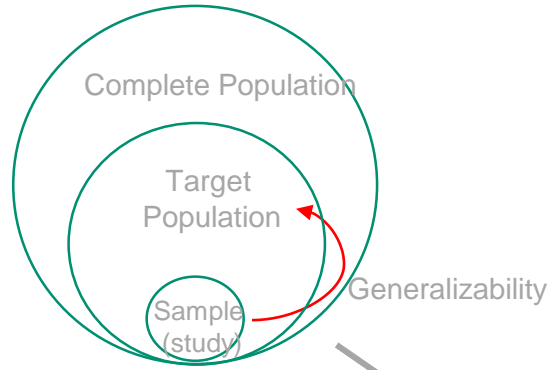 Complete Population
Target
Population
Generalizability
Sample
(study)